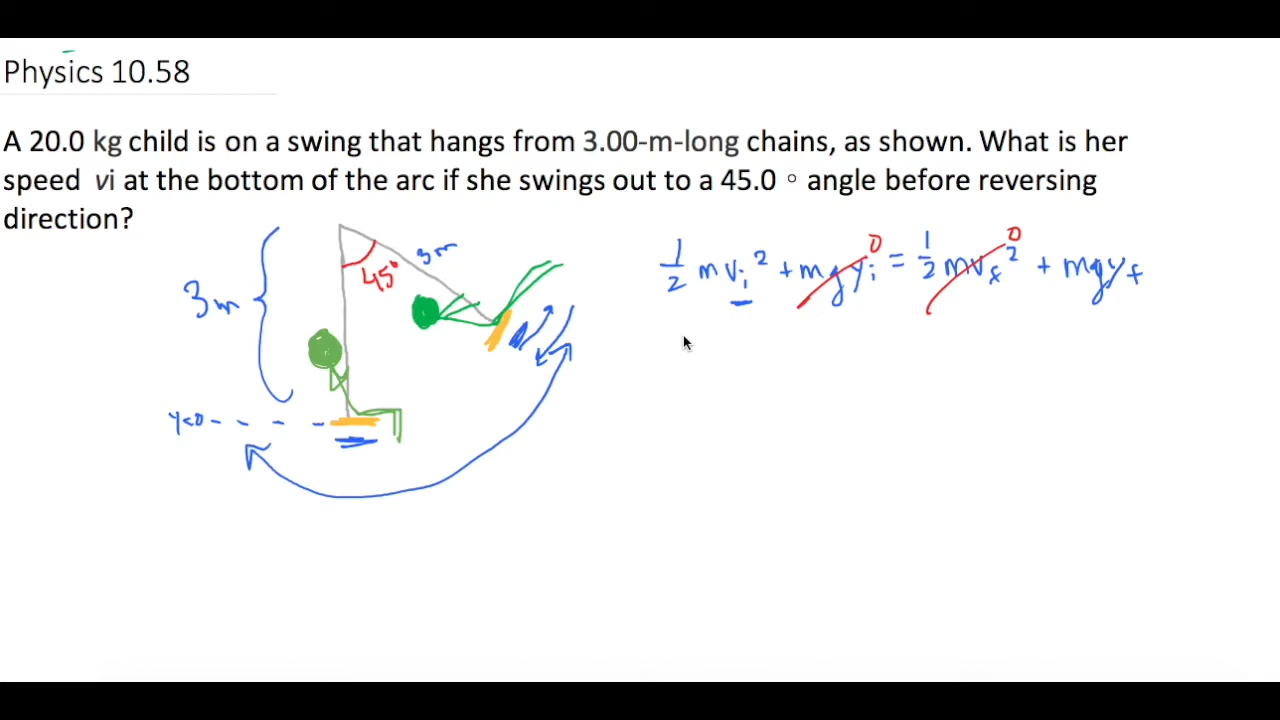 Physics 10.58
A 20.0 kg child is on a swing that hangs from 3.00-m-long chains, as shown. What is her
speed vi at the bottom of the arc if she swings out to a 45.0 ° angle before reversing
direction?
3m
45°
3m
½ mvi² + mgyi = ½ mvf² + mgyf
0
0
y=0